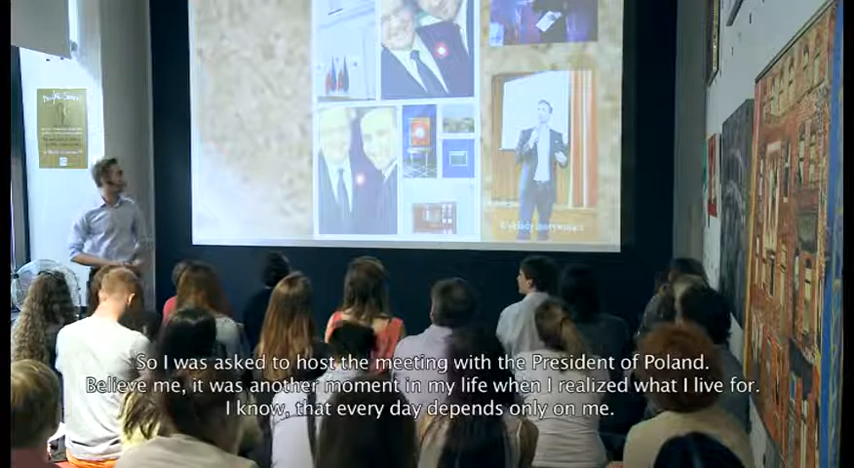 So I was asked to host the meeting with the President of Poland.
Believe me, it was another moment in my life when I realized what I live for.
I know, that every day depends only on me.